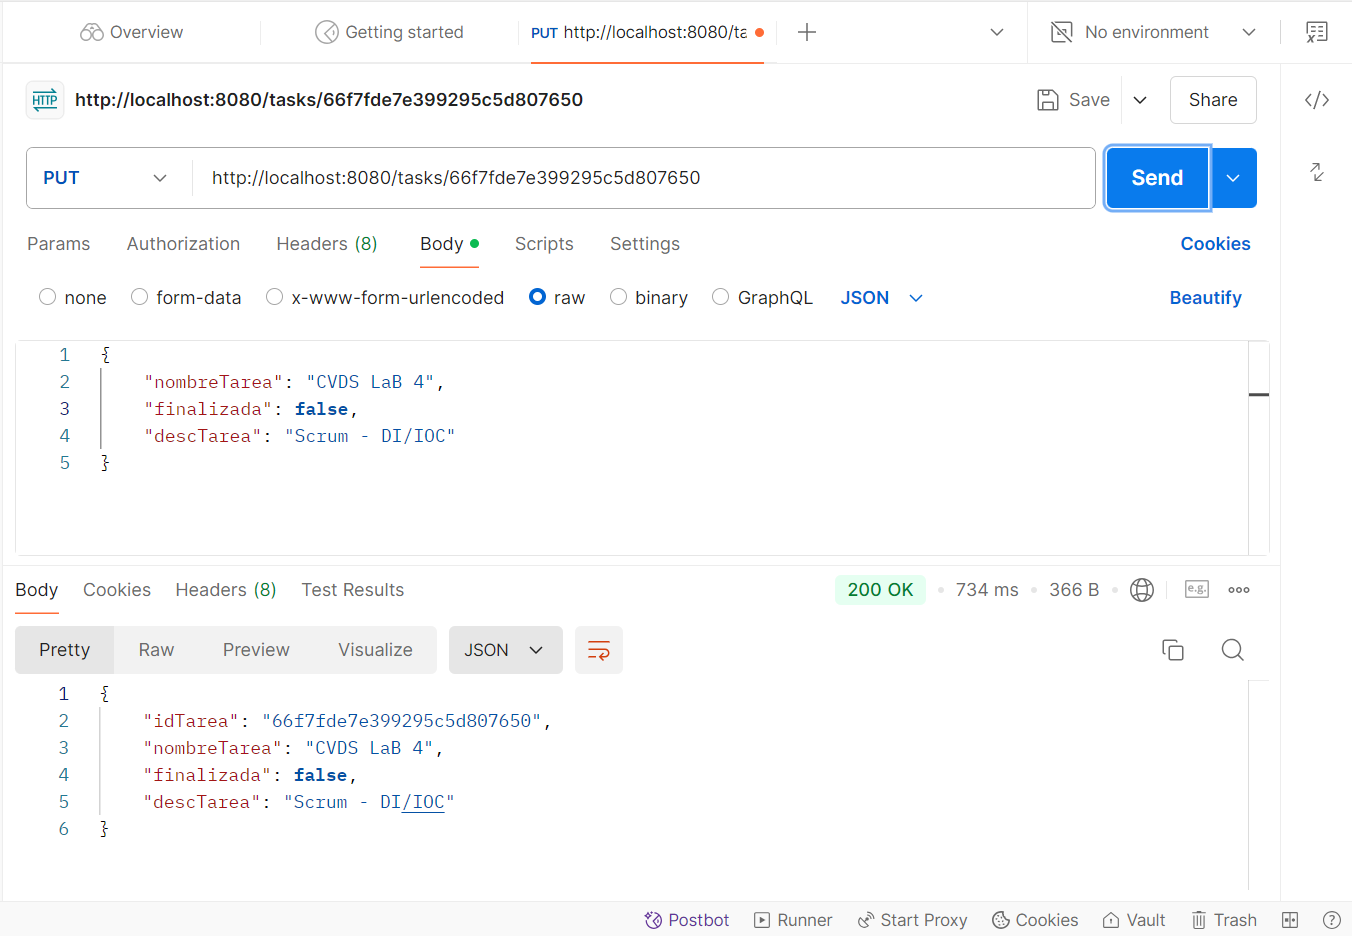 Overview
Getting started
PUT http://localhost:8080/ta
No environment
HTTP http://localhost:8080/tasks/66f7fde7e399295c5d807650
Save
Share
PUT
http://localhost:8080/tasks/66f7fde7e399295c5d807650
Send
Params Authorization Headers (8) Body Scripts Settings Cookies
none form-data x-www-form-urlencoded raw binary GraphQL JSON Beautify
1 {
2 "nombreTarea": "CVDS LaB 4",
3 "finalizada": false,
4 "descTarea": "Scrum - DI/IOC"
5 }
Body Cookies Headers (8) Test Results 200 OK 734 ms 366 B e.g.
Pretty Raw Preview Visualize JSON
1 {
2 "idTarea": "66f7fde7e399295c5d807650",
3 "nombreTarea": "CVDS LaB 4",
4 "finalizada": false,
5 "descTarea": "Scrum - DI/IOC"
6 }
Postbot Runner Start Proxy Cookies Vault Trash